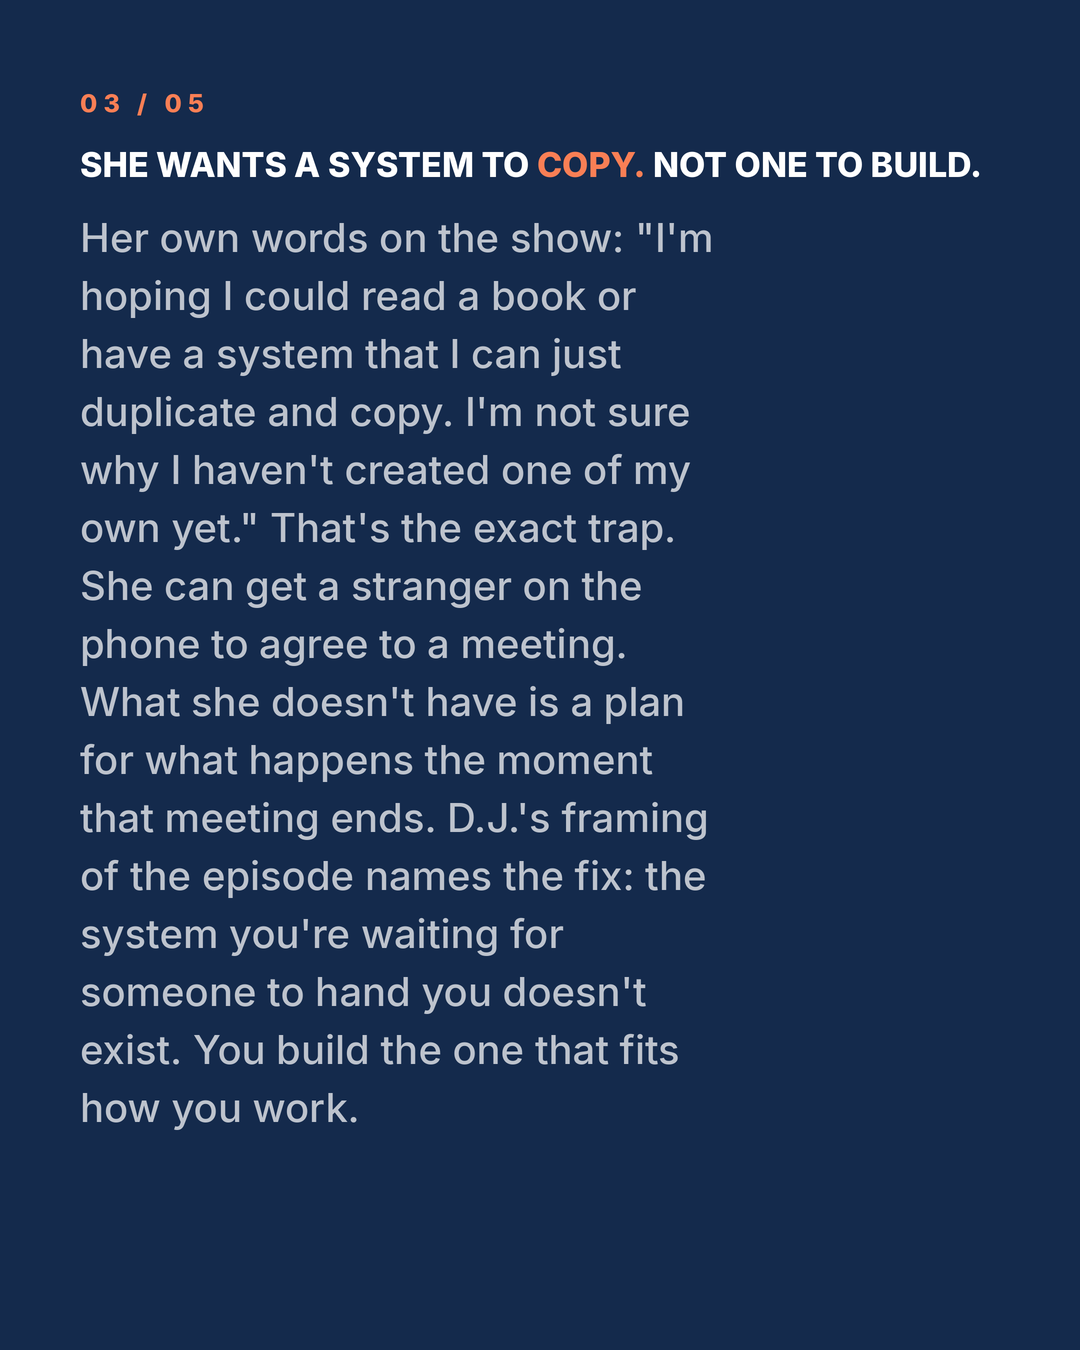 03 / 05
SHE WANTS A SYSTEM TO COPY. NOT ONE TO BUILD.
Her own words on the show: "I'm
hoping I could read a book or
have a system that I can just
duplicate and copy. I'm not sure
why I haven't created one of my
own yet." That's the exact trap.
She can get a stranger on the
phone to agree to a meeting.
What she doesn't have is a plan
for what happens the moment
that meeting ends. D.J.'s framing
of the episode names the fix: the
system you're waiting for
someone to hand you doesn't
exist. You build the one that fits
how you work.